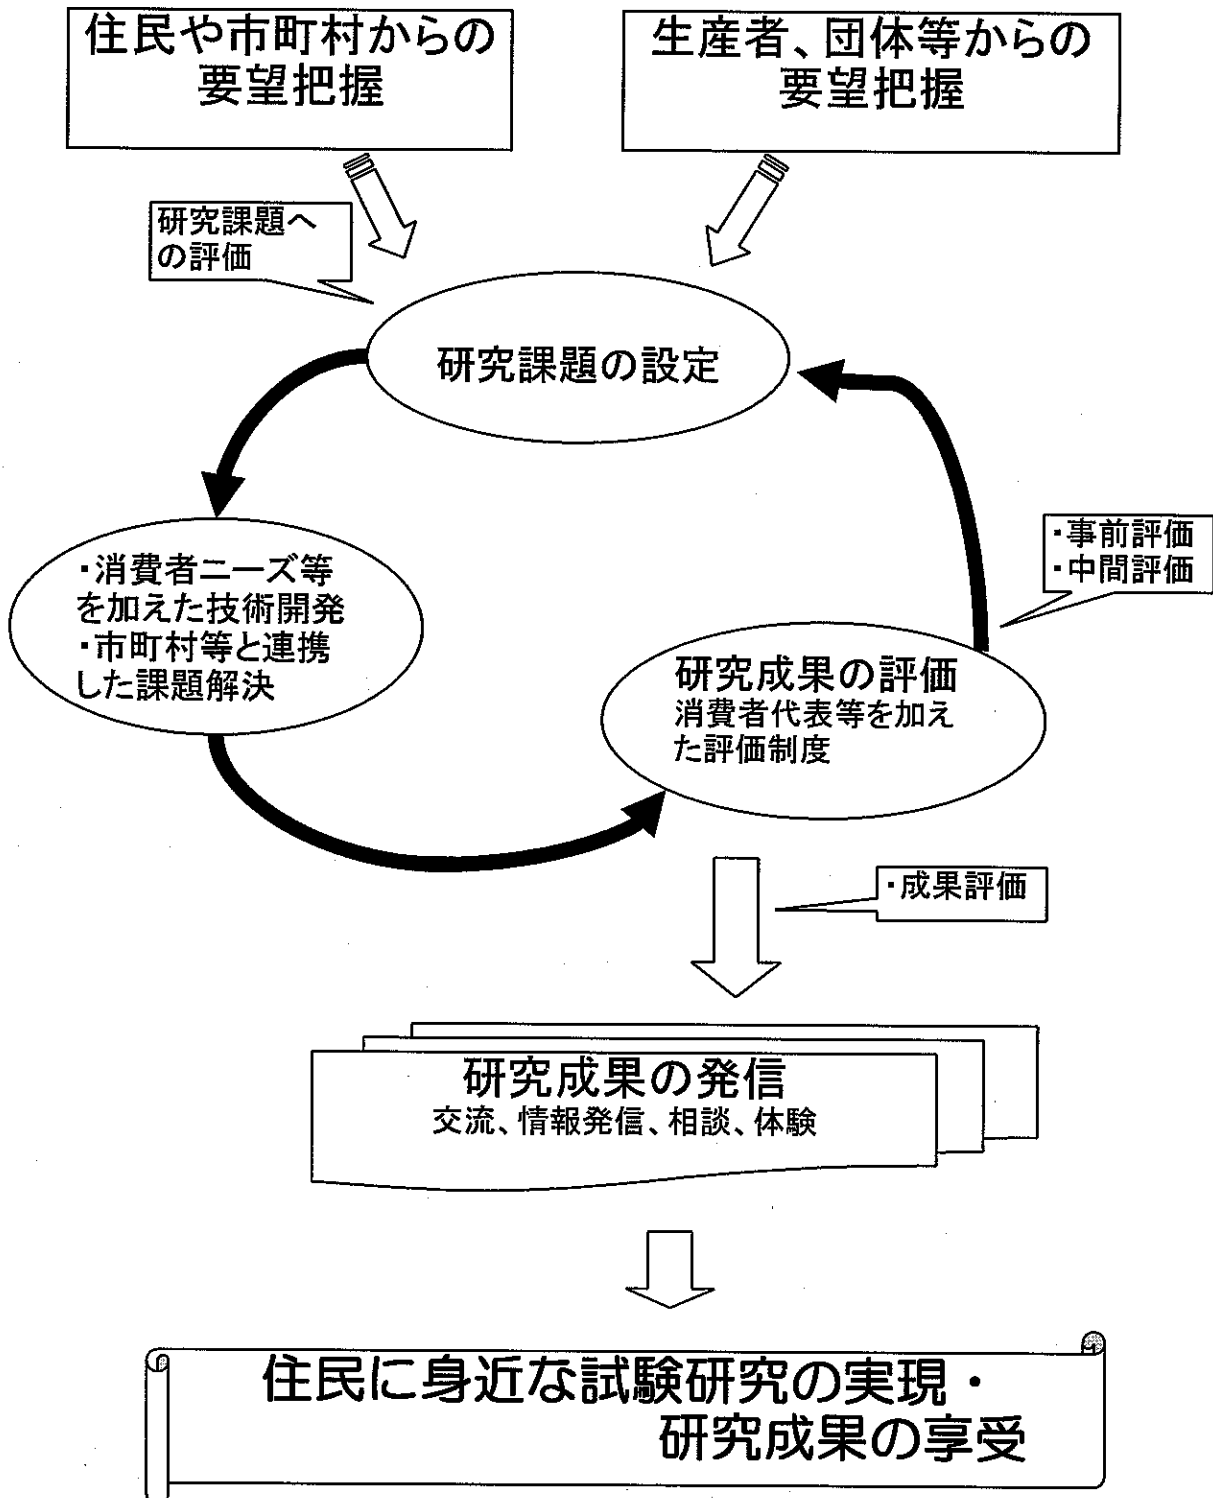 住民や市町村からの
要望把握
生産者、団体等からの
要望把握
研究課題へ
の評価
研究課題の設定
・消費者ニーズ等
を加えた技術開発
・市町村等と連携
した課題解決
・事前評価
・中間評価
研究成果の評価
消費者代表等を加え
た評価制度
・成果評価
研究成果の発信
交流、情報発信、相談、体験
住民に身近な試験研究の実現・
研究成果の享受